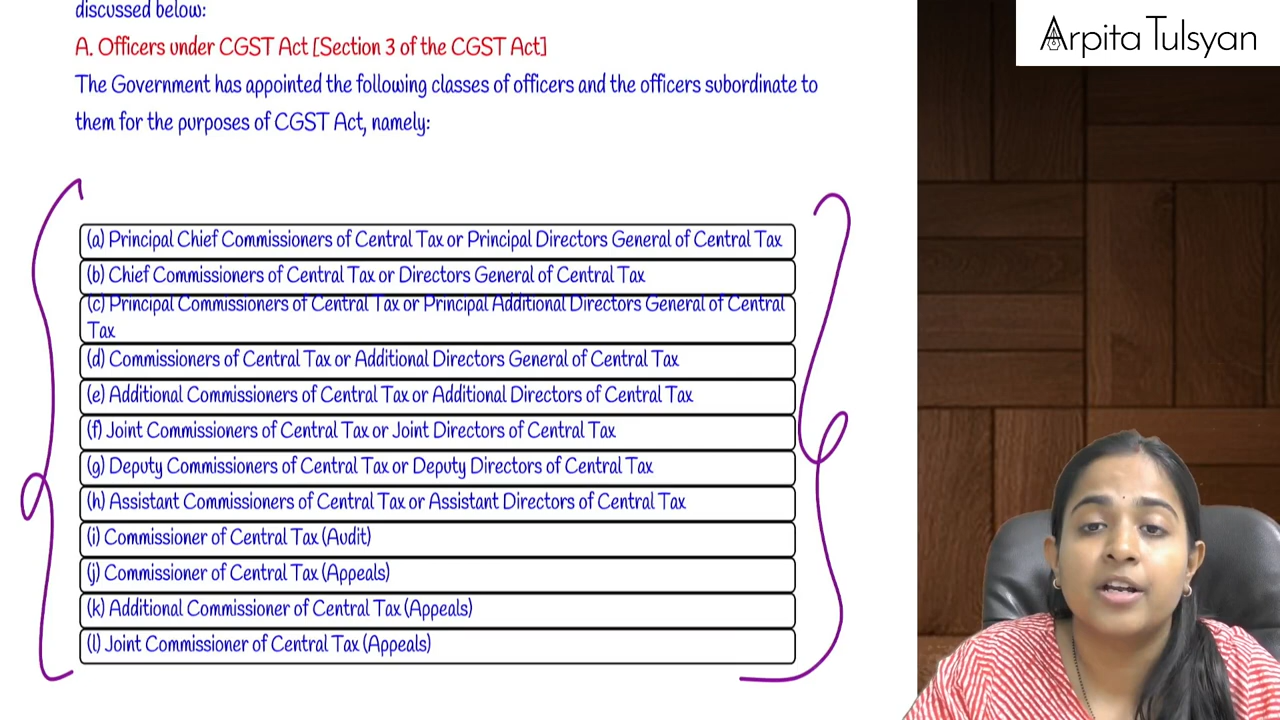 discussed below:
Arpita Tulsyan
A. Officers under CGST Act [Section 3 of the CGST Act]
The Government has appointed the following classes of officers and the officers subordinate to
them for the purposes of CGST Act, namely:
(a) Principal Chief Commissioners of Central Tax or Principal Directors General of Central Tax
(b) Chief Commissioners of Central Tax or Directors General of Central Tax
(c) Principal Commissioners of Central Tax or Principal Additional Directors General of Central
Tax
(d) Commissioners of Central Tax or Additional Directors General of Central Tax
(e) Additional Commissioners of Central Tax or Additional Directors of Central Tax
(f) Joint Commissioners of Central Tax or Joint Directors of Central Tax
(g) Deputy Commissioners of Central Tax or Deputy Directors of Central Tax
(h) Assistant Commissioners of Central Tax or Assistant Directors of Central Tax
(i) Commissioner of Central Tax (Audit)
(j) Commissioner of Central Tax (Appeals)
(k) Additional Commissioner of Central Tax (Appeals)
(l) Joint Commissioner of Central Tax (Appeals)